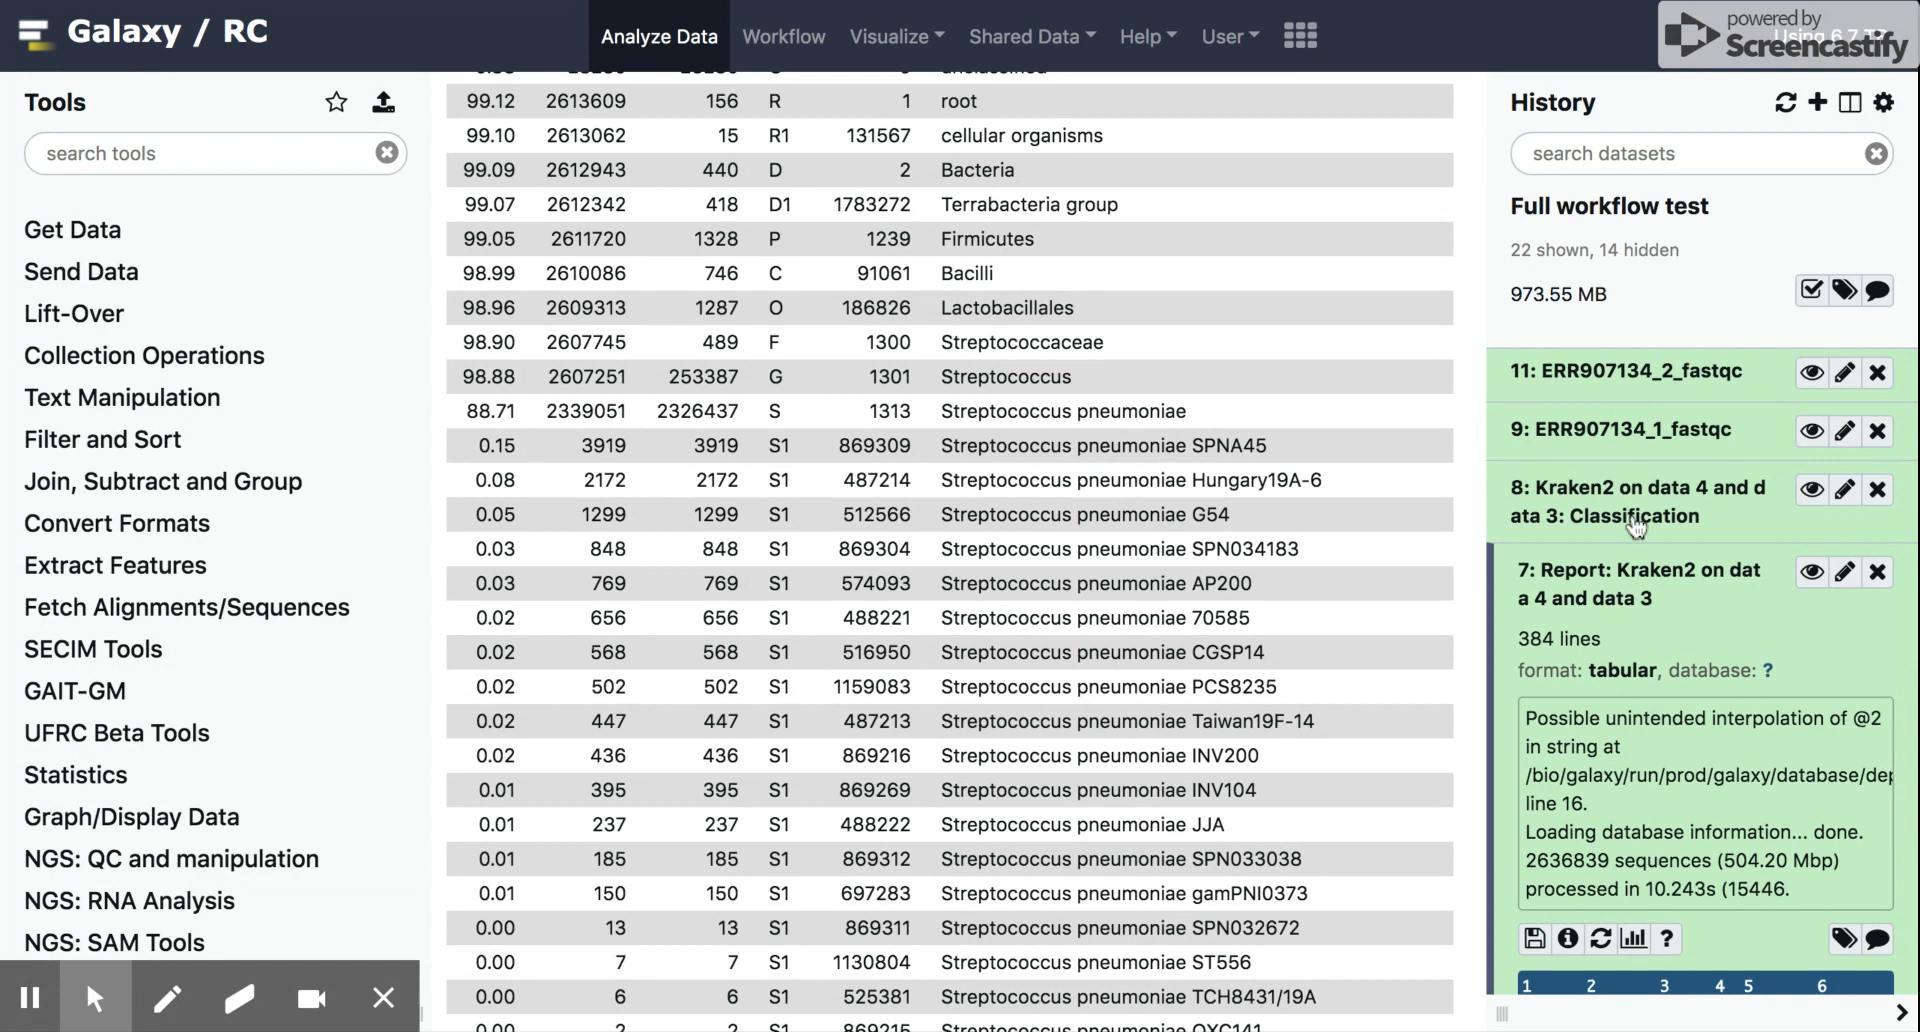 Galaxy / RC
Analyze Data Workflow Visualize Shared Data Help User
powered by
Screencastify
Using 6.7
Tools
search tools
Get Data
Send Data
Lift-Over
Collection Operations
Text Manipulation
Filter and Sort
Join, Subtract and Group
Convert Formats
Extract Features
Fetch Alignments/Sequences
SECIM Tools
GAIT-GM
UFRC Beta Tools
Statistics
Graph/Display Data
NGS: QC and manipulation
NGS: RNA Analysis
NGS: SAM Tools
unclassified
99.12 2613609 156 R 1 root
99.10 2613062 15 R1 131567 cellular organisms
99.09 2612943 440 D 2 Bacteria
99.07 2612342 418 D1 1783272 Terrabacteria group
99.05 2611720 1328 P 1239 Firmicutes
98.99 2610086 746 C 91061 Bacilli
98.96 2609313 1287 O 186826 Lactobacillales
98.90 2607745 489 F 1300 Streptococcaceae
98.88 2607251 253387 G 1301 Streptococcus
88.71 2339051 2326437 S 1313 Streptococcus pneumoniae
0.15 3919 3919 S1 869309 Streptococcus pneumoniae SPNA45
0.08 2172 2172 S1 487214 Streptococcus pneumoniae Hungary19A-6
0.05 1299 1299 S1 512566 Streptococcus pneumoniae G54
0.03 848 848 S1 869304 Streptococcus pneumoniae SPN034183
0.03 769 769 S1 574093 Streptococcus pneumoniae AP200
0.02 656 656 S1 488221 Streptococcus pneumoniae 70585
0.02 568 568 S1 516950 Streptococcus pneumoniae CGSP14
0.02 502 502 S1 1159083 Streptococcus pneumoniae PCS8235
0.02 447 447 S1 487213 Streptococcus pneumoniae Taiwan19F-14
0.02 436 436 S1 869216 Streptococcus pneumoniae INV200
0.01 395 395 S1 869269 Streptococcus pneumoniae INV104
0.01 237 237 S1 488222 Streptococcus pneumoniae JJA
0.01 185 185 S1 869312 Streptococcus pneumoniae SPN033038
0.01 150 150 S1 697283 Streptococcus pneumoniae gamPNI0373
0.00 13 13 S1 869311 Streptococcus pneumoniae SPN032672
0.00 7 7 S1 1130804 Streptococcus pneumoniae ST556
0.00 6 6 S1 525381 Streptococcus pneumoniae TCH8431/19A
0.00 2 2 S1 869215 Streptococcus pneumoniae OXC141
History
search datasets
Full workflow test
22 shown, 14 hidden
973.55 MB
11: ERR907134_2_fastqc
9: ERR907134_1_fastqc
8: Kraken2 on data 4 and d
ata 3: Classification
7: Report: Kraken2 on dat
a 4 and data 3
384 lines
format: tabular, database: ?
Possible unintended interpolation of @2
in string at
/bio/galaxy/run/prod/galaxy/database/dep
line 16.
Loading database information... done.
2636839 sequences (504.20 Mbp)
processed in 10.243s (15446.
1 2 3 4 5 6